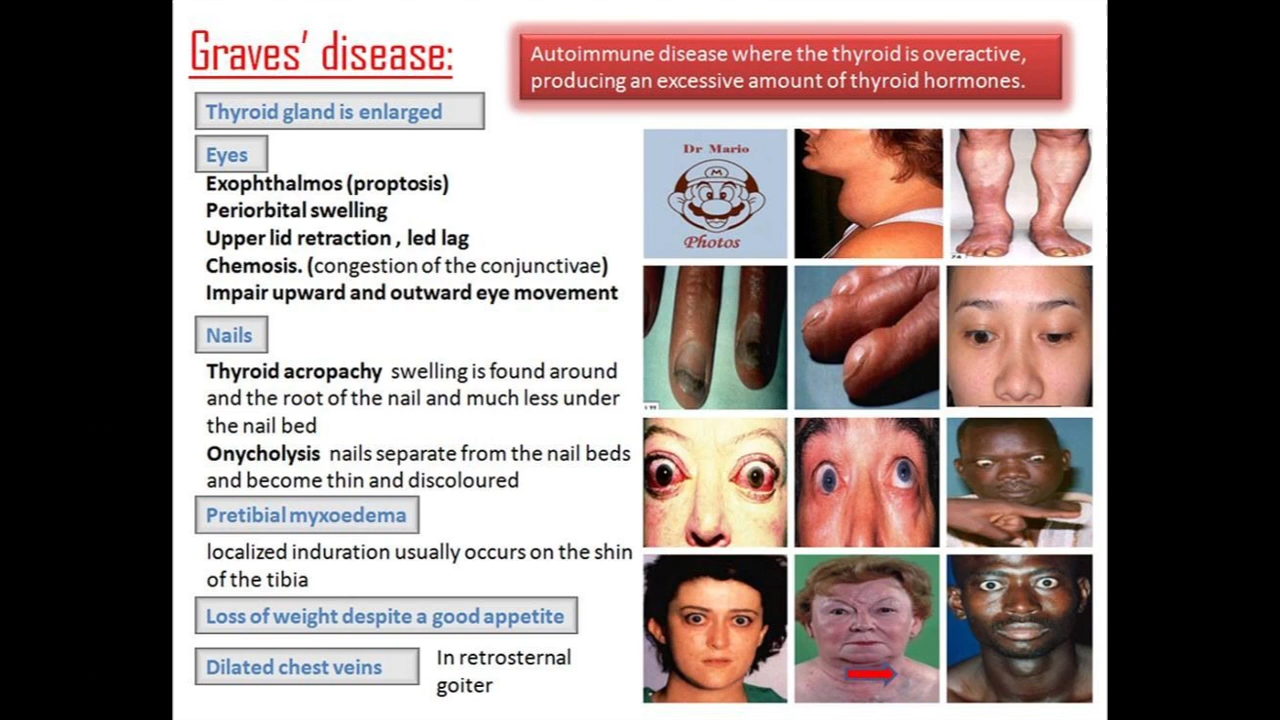 Graves' disease:
Autoimmune disease where the thyroid is overactive,
producing an excessive amount of thyroid hormones.
Thyroid gland is enlarged
Eyes
Exophthalmos (proptosis)
Periorbital swelling
Upper lid retraction , led lag
Chemosis. (congestion of the conjunctivae)
Impair upward and outward eye movement
Nails
Thyroid acropachy swelling is found around
and the root of the nail and much less under
the nail bed
Onycholysis nails separate from the nail beds
and become thin and discoloured
Pretibial myxoedema
localized induration usually occurs on the shin
of the tibia
Loss of weight despite a good appetite
Dilated chest veins
In retrosternal
goiter
Dr Mario
M
Photos